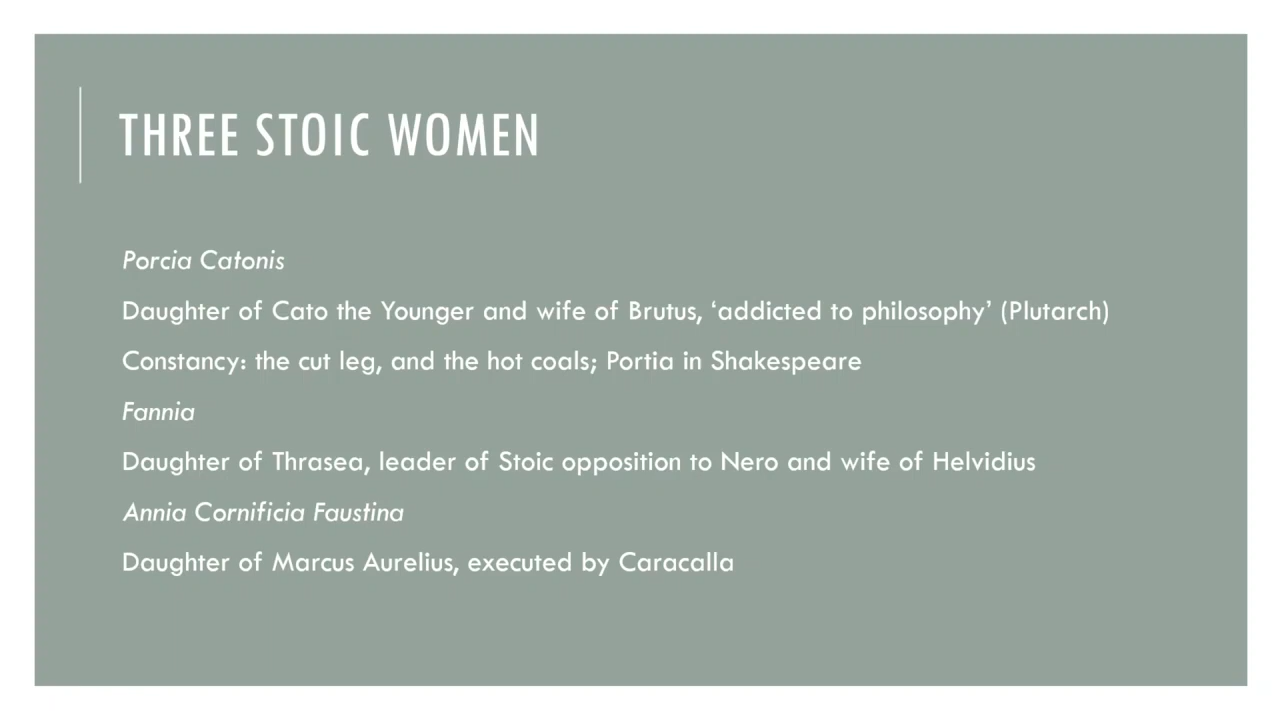 THREE STOIC WOMEN
Porcia Catonis
Daughter of Cato the Younger and wife of Brutus, ‘addicted to philosophy’ (Plutarch)
Constancy: the cut leg, and the hot coals; Portia in Shakespeare
Fannia
Daughter of Thrasea, leader of Stoic opposition to Nero and wife of Helvidius
Annia Cornificia Faustina
Daughter of Marcus Aurelius, executed by Caracalla